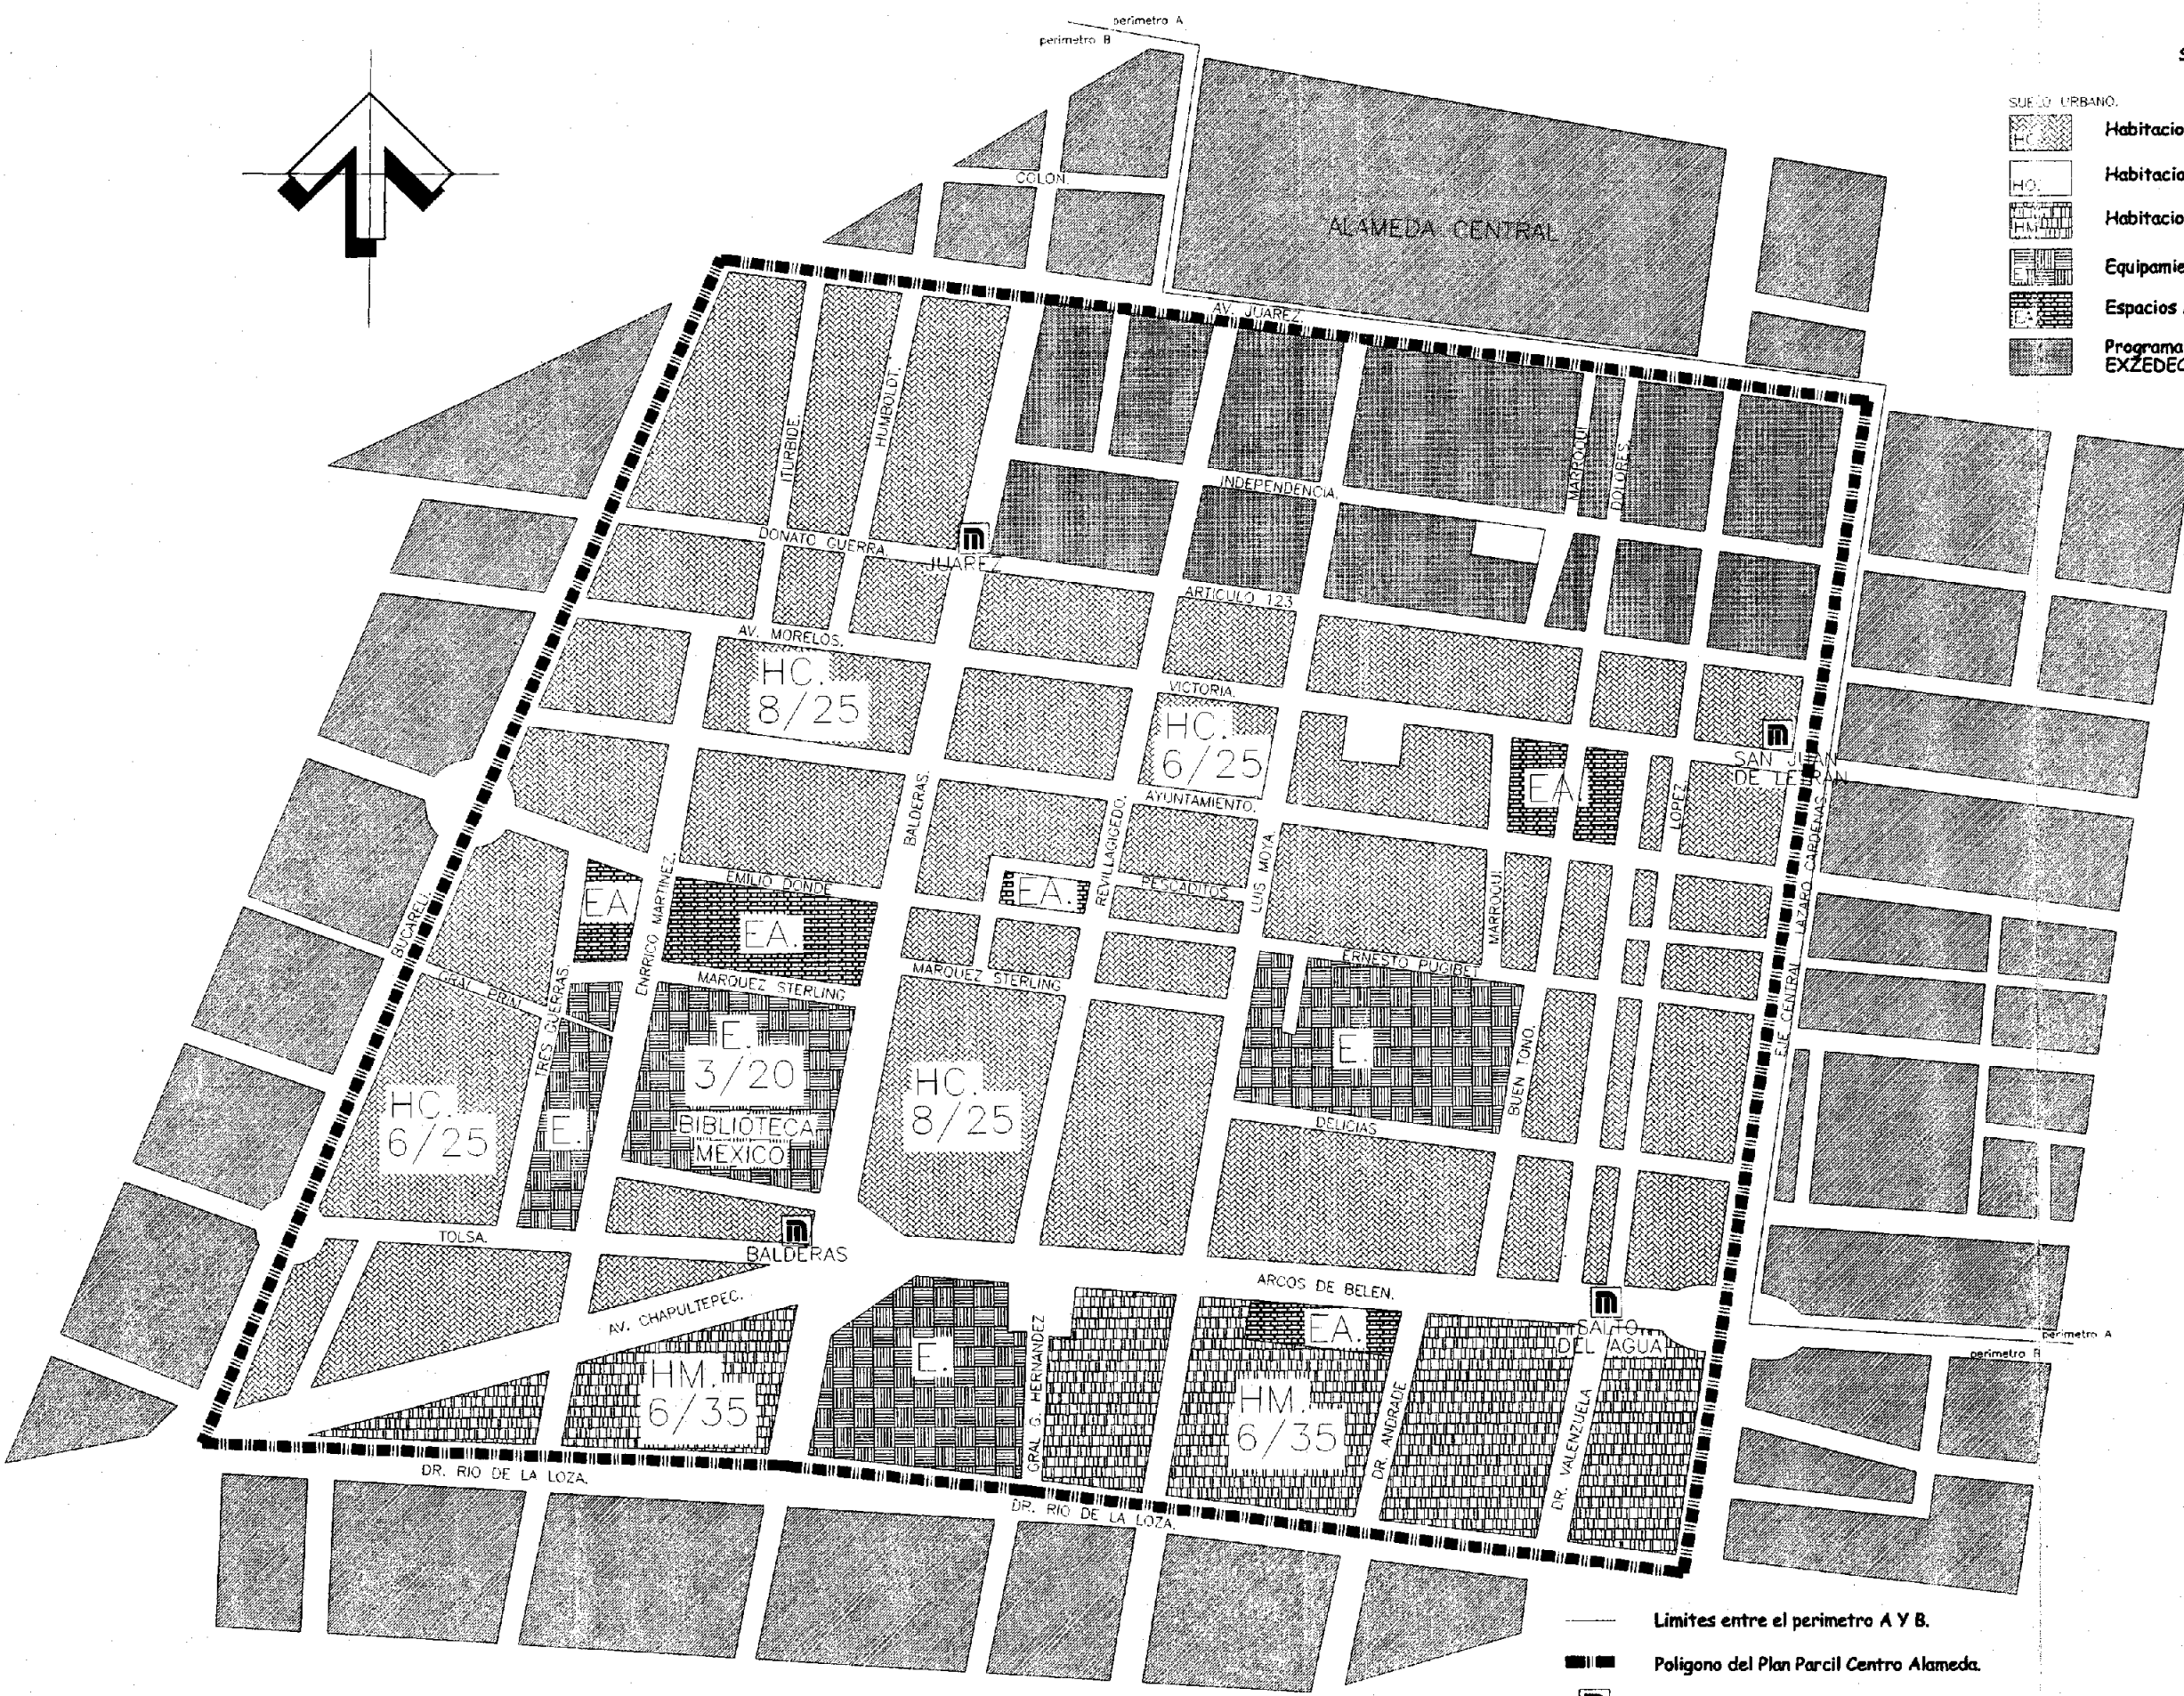 perimetro A
perimetro B
SUELO URBANO.
HC.
Habitacio
HO.
Habitacio
HM
Habitacio
E.
Equipamie
EA
Espacios
Programa
EXZEDEC
COLON.
ALAMEDA CENTRAL
AV. JUAREZ.
ITURBIDE.
HUMBOLDT.
MARROQUI
DOLORES.
INDEPENDENCIA.
DONATO GUERRA.
JUAREZ
ARTICULO 123
AV. MORELOS.
HC.
8/25
VICTORIA.
HC.
6/25
SAN JUAN
DE LETRAN
EA.
LOPEZ.
BALDERAS.
AYUNTAMIENTO.
REVILLAGIGEDO.
LUIS MOYA.
EJE CENTRAL LAZARO CARDENAS.
EMILIO DONDE
PESCADITOS
EA
EA.
EA.
ENRRICO MARTINEZ.
BUCARELI.
MARROQUI
ERNESTO PUGIBET
MARQUEZ STERLING
MARQUEZ STERLING
GRAL PRIM
TRES GUERRAS.
E.
3/20
BIBLIOTECA
MEXICO
E.
BUEN TONO.
HC.
8/25
HC.
6/25
E.
DELICIAS
TOLSA.
BALDERAS
ARCOS DE BELEN.
AV. CHAPULTEPEC.
EA.
SALTO
DEL AGUA
perimetro A
perimetro B
E.
GRAL G. HERNANDEZ
HM.
6/35
HM.
6/35
DR. ANDRADE
DR. VALENZUELA
DR. RIO DE LA LOZA.
DR. RIO DE LA LOZA.
Limites entre el perimetro A Y B.
Poligono del Plan Parcil Centro Alameda.